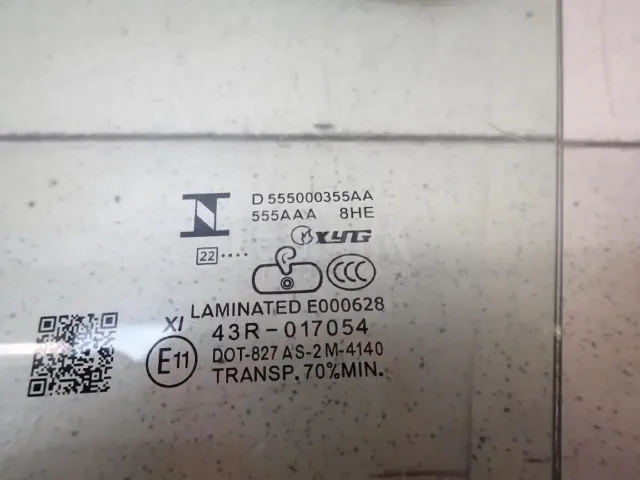 D 555000355AA
555AAA 8HE
XYG
22 ....
CCC
LAMINATED E000628
XI
43R-017054
E11
DOT-827 AS-2 M-4140
TRANSP. 70%MIN.